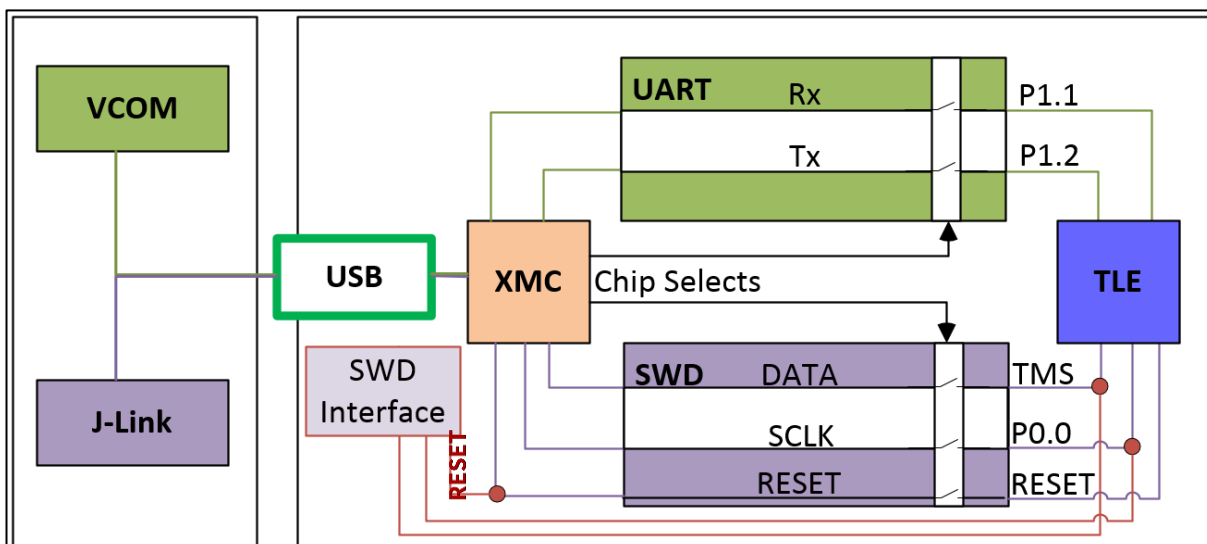 VCOM
UART
Rx
P1.1
Tx
P1.2
USB
XMC
Chip Selects
TLE
SWD
Interface
SWD
DATA
TMS
J-Link
SCLK
P0.0
RESET
RESET
RESET